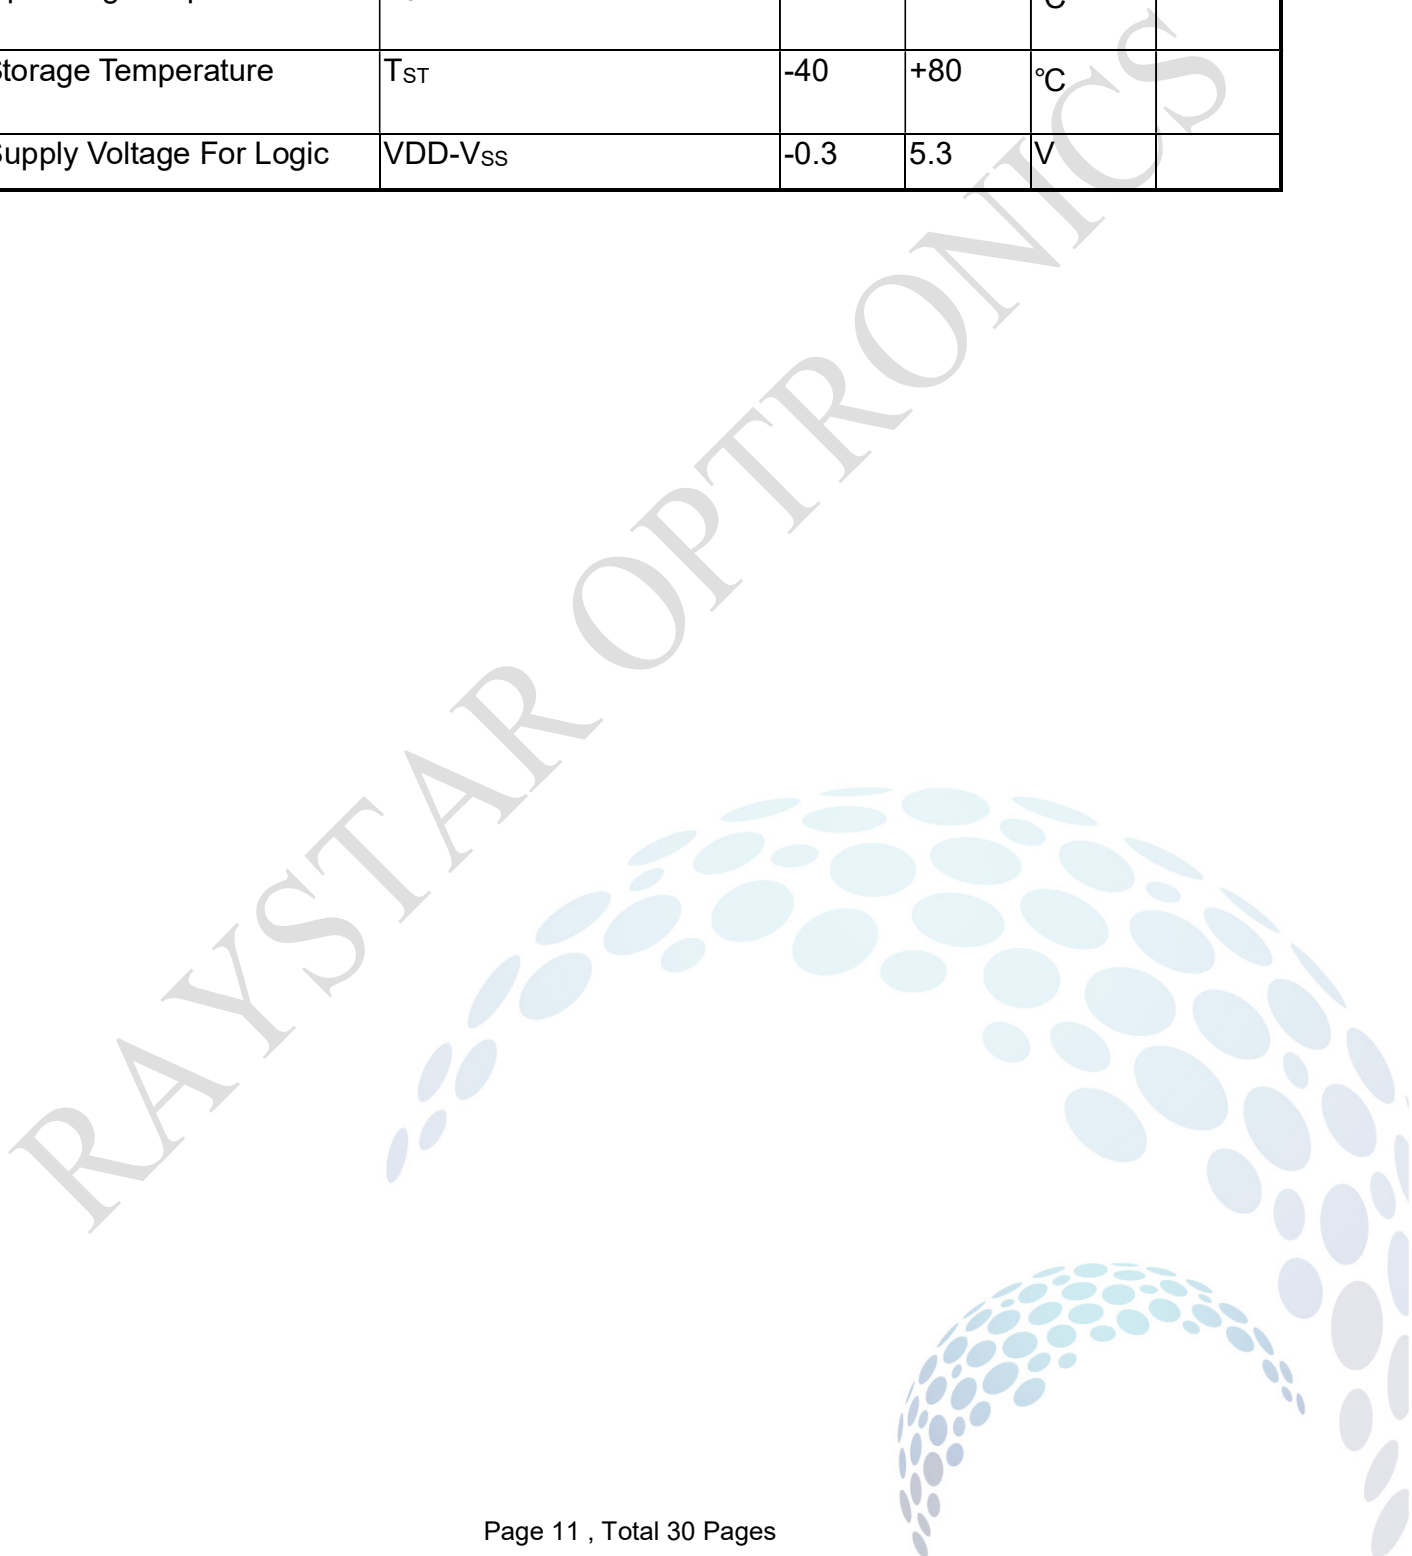 ℃
Storage Temperature TST -40 +80 ℃
Supply Voltage For Logic VDD-VSS -0.3 5.3 V
RAYSTAR OPTRONICS
Page 11 , Total 30 Pages